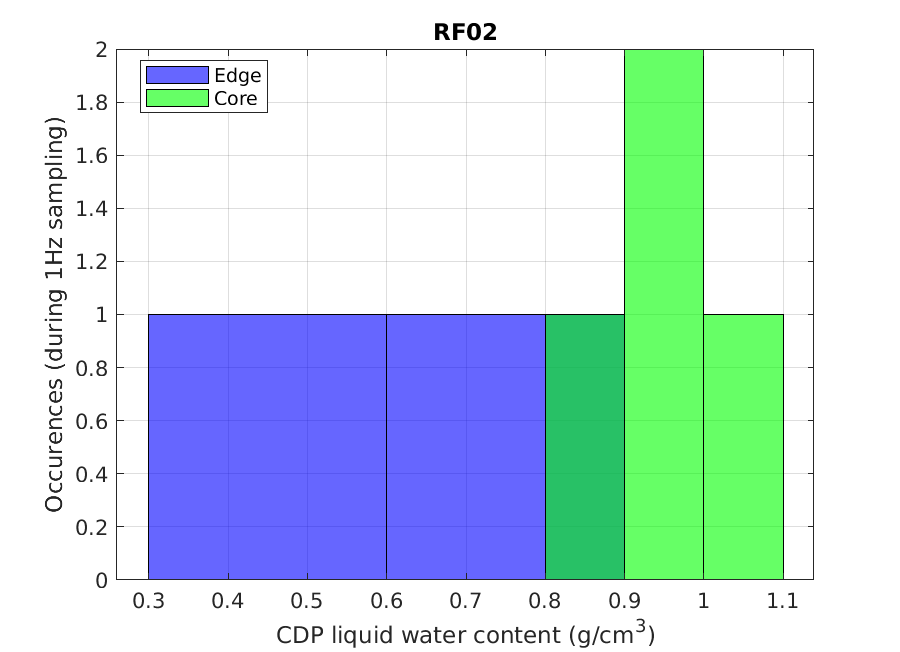 RF02
Edge
Core
Occurences (during 1Hz sampling)
2
1.8
1.6
1.4
1.2
1
0.8
0.6
0.4
0.2
0
0.3 0.4 0.5 0.6 0.7 0.8 0.9 1 1.1
CDP liquid water content (g/cm³)